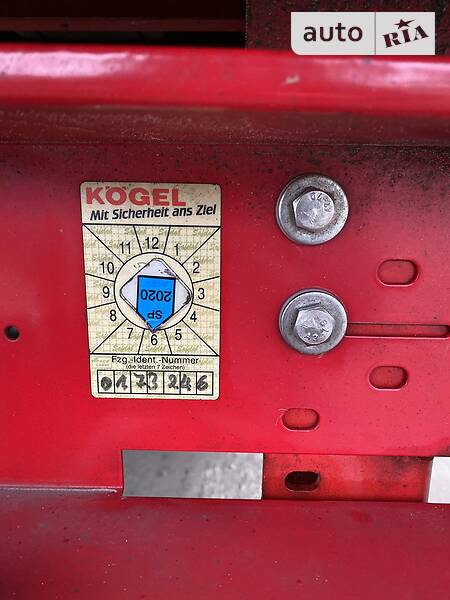 auto RIA
KÖGEL
Mit Sicherheit ans Ziel
12
11 1
10 2
9 3
8 4
7 5
6
SP 2020
Fzg.-Ident.-Nummer
(die letzten 7 Zeichen)
0173246